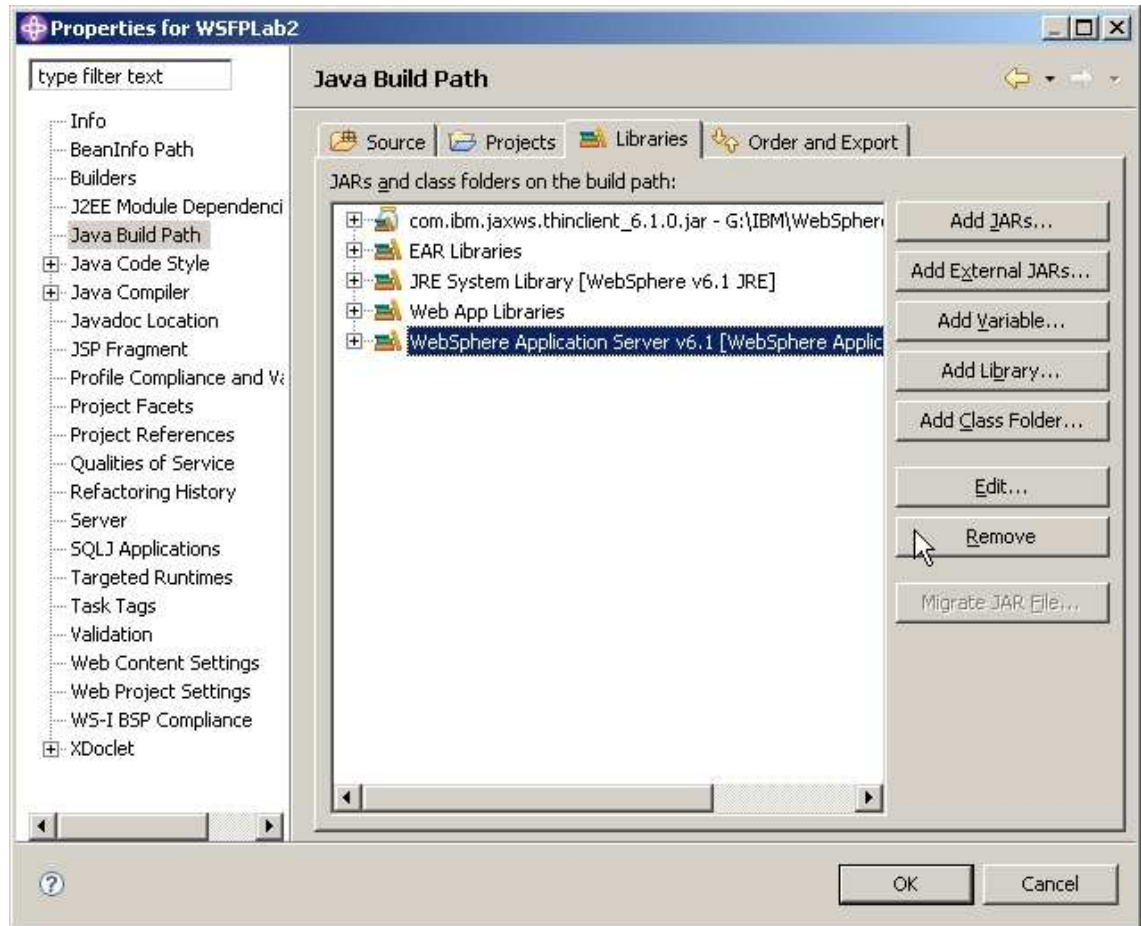 Properties for WSFPLab2
type filter text
Info
BeanInfo Path
Builders
J2EE Module Dependenci
Java Build Path
Java Code Style
Java Compiler
Javadoc Location
JSP Fragment
Profile Compliance and Va
Project Facets
Project References
Qualities of Service
Refactoring History
Server
SQLJ Applications
Targeted Runtimes
Task Tags
Validation
Web Content Settings
Web Project Settings
WS-I BSP Compliance
XDoclet
Java Build Path
Source Projects Libraries Order and Export
JARs and class folders on the build path:
com.ibm.jaxws.thinclient_6.1.0.jar - G:\IBM\WebSphere
EAR Libraries
JRE System Library [WebSphere v6.1 JRE]
Web App Libraries
WebSphere Application Server v6.1 [WebSphere Applic
Add JARs...
Add External JARs...
Add Variable...
Add Library...
Add Class Folder...
Edit...
Remove
Migrate JAR File...
OK Cancel